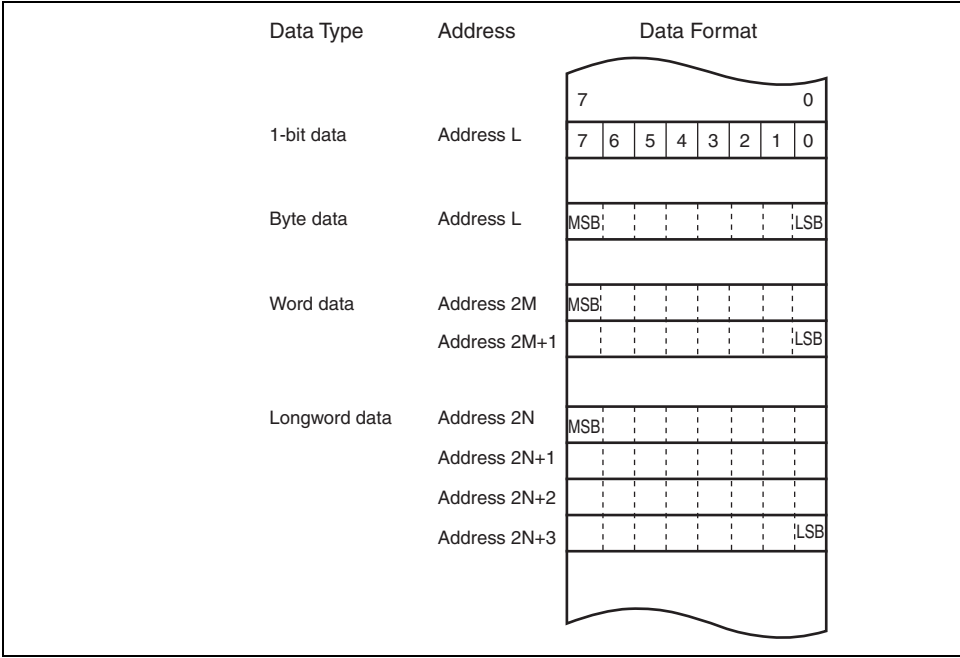 Data Type Address Data Format
7 0
1-bit data Address L 7 6 5 4 3 2 1 0
Byte data Address L MSB LSB
Word data Address 2M MSB
Address 2M+1 LSB
Longword data Address 2N MSB
Address 2N+1
Address 2N+2
Address 2N+3 LSB